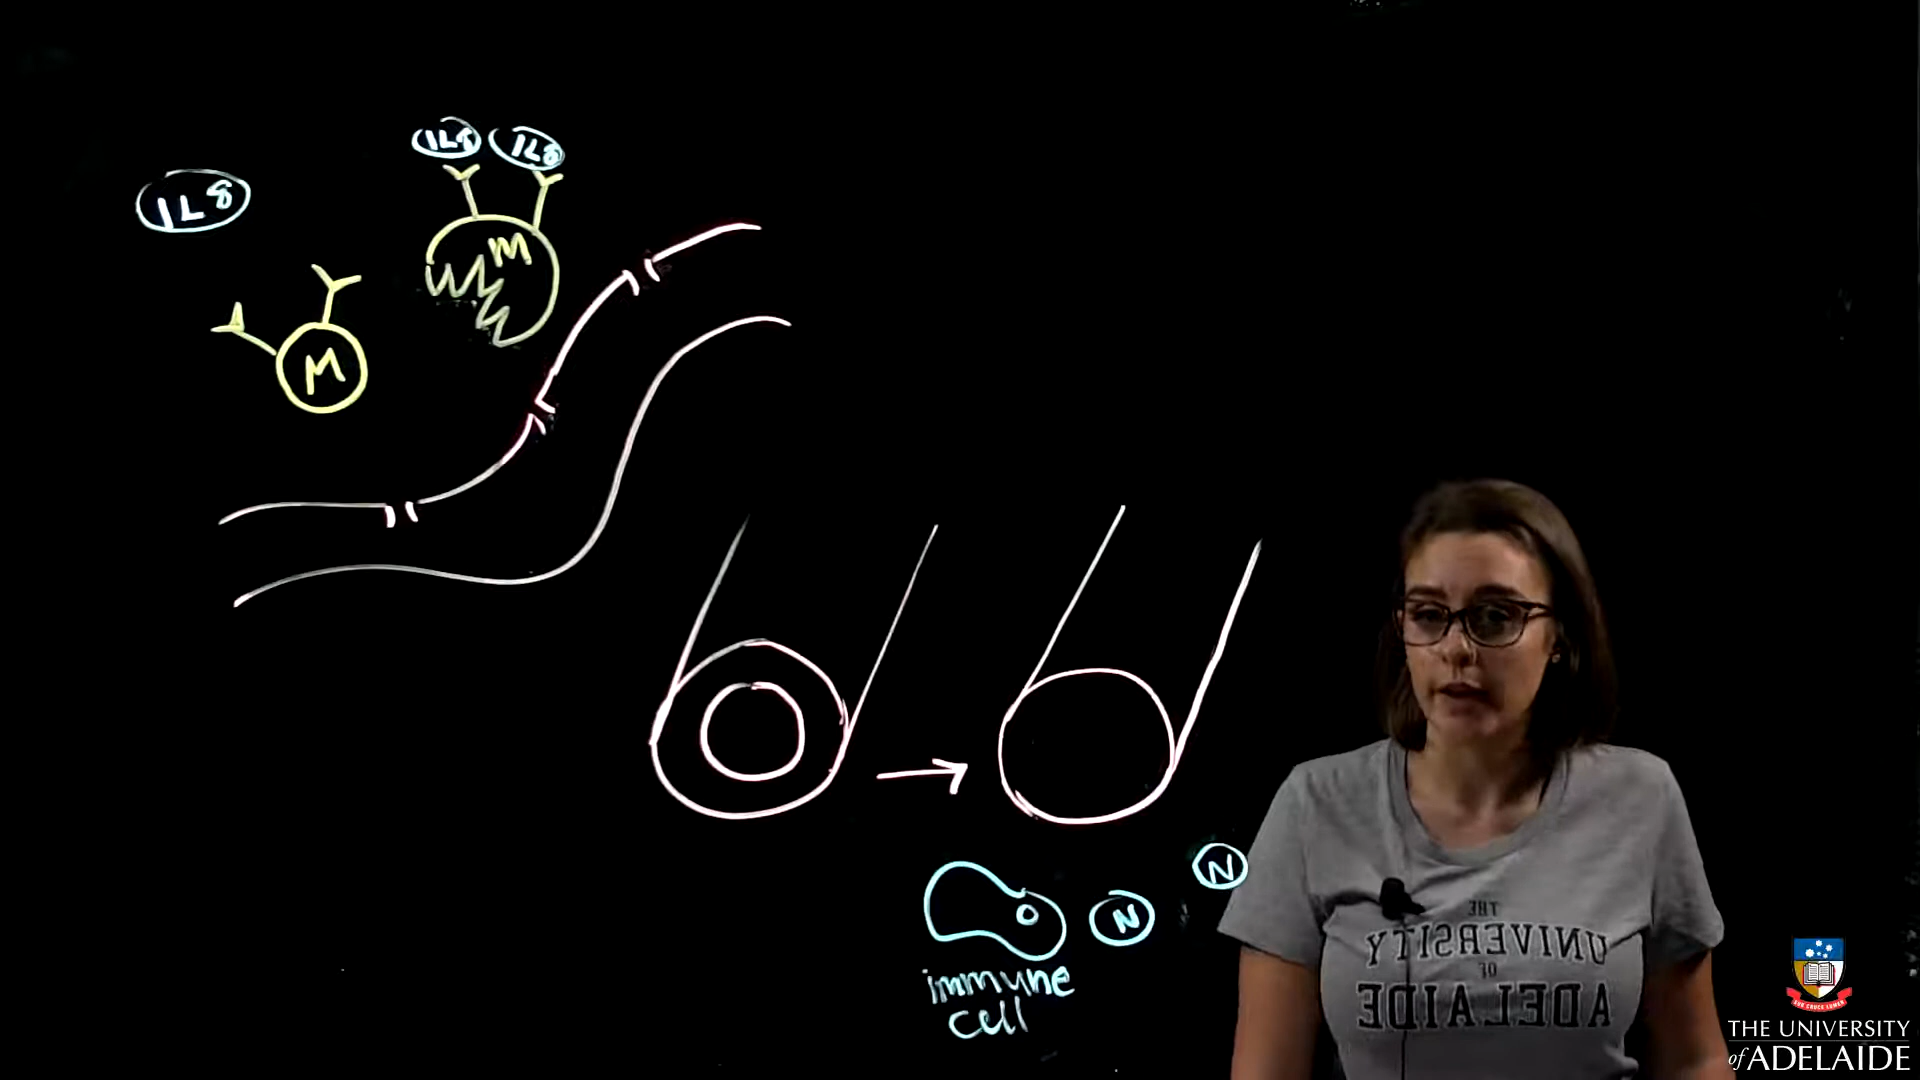 IL8
IL8
IL8
M
M
N
N
immune
cell
THE
UNIVERSITY
OF
ADELAIDE
THE UNIVERSITY
of ADELAIDE